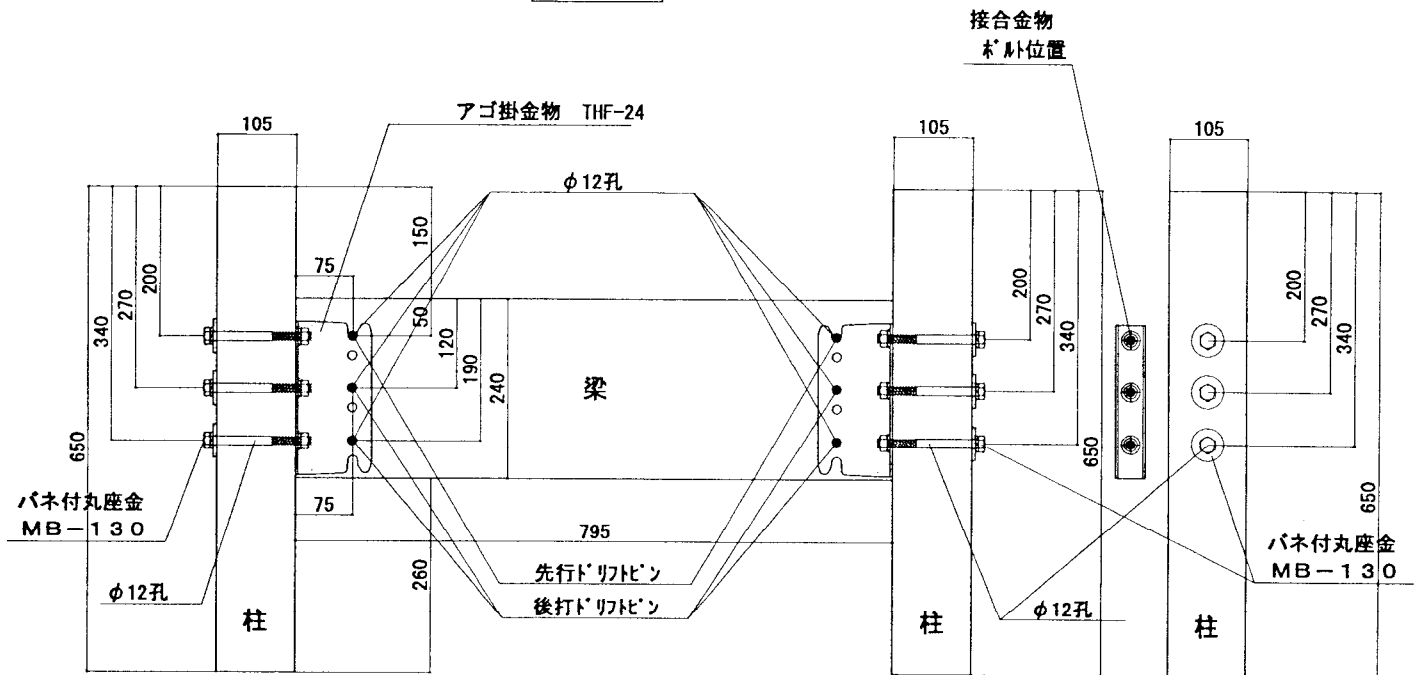 接合金物
ボルト位置
アゴ掛金物 THF-24
105
105
105
φ12孔
150
75
200
270
340
50
120
190
240
梁
200
270
340
200
270
340
650
650
650
バネ付丸座金
MB-130
75
795
260
先行ドリフトピン
後打ドリフトピン
φ12孔
柱
柱
φ12孔
柱
バネ付丸座金
MB-130